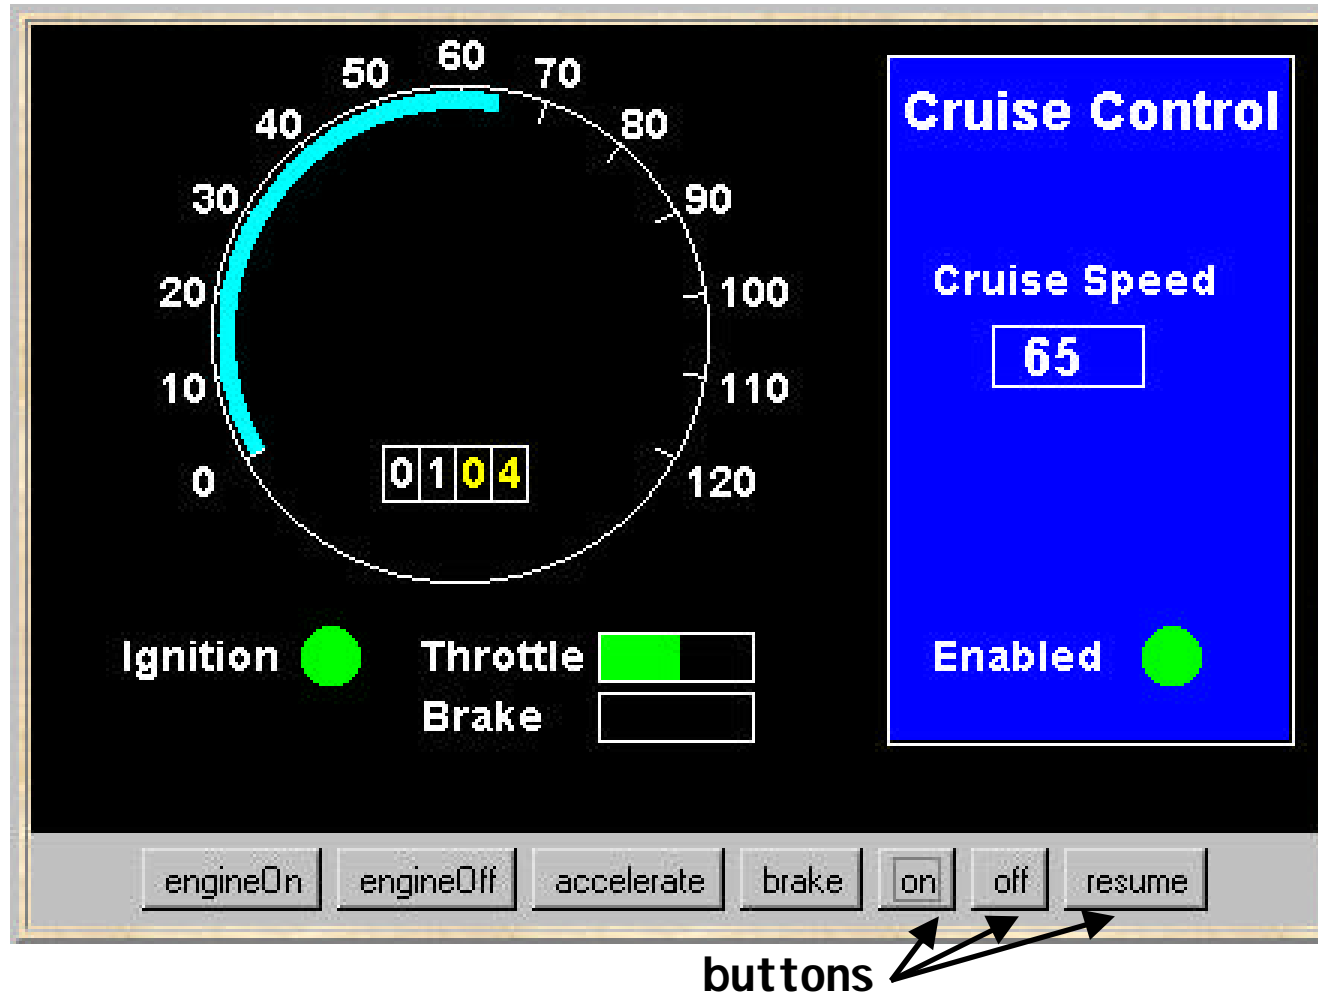 60
50 70
40 80
30 90
20 100
10 110
0 0104 120
Cruise Control
Cruise Speed
65
Ignition Throttle
Brake
Enabled
engineOn engineOff accelerate brake on off resume
buttons